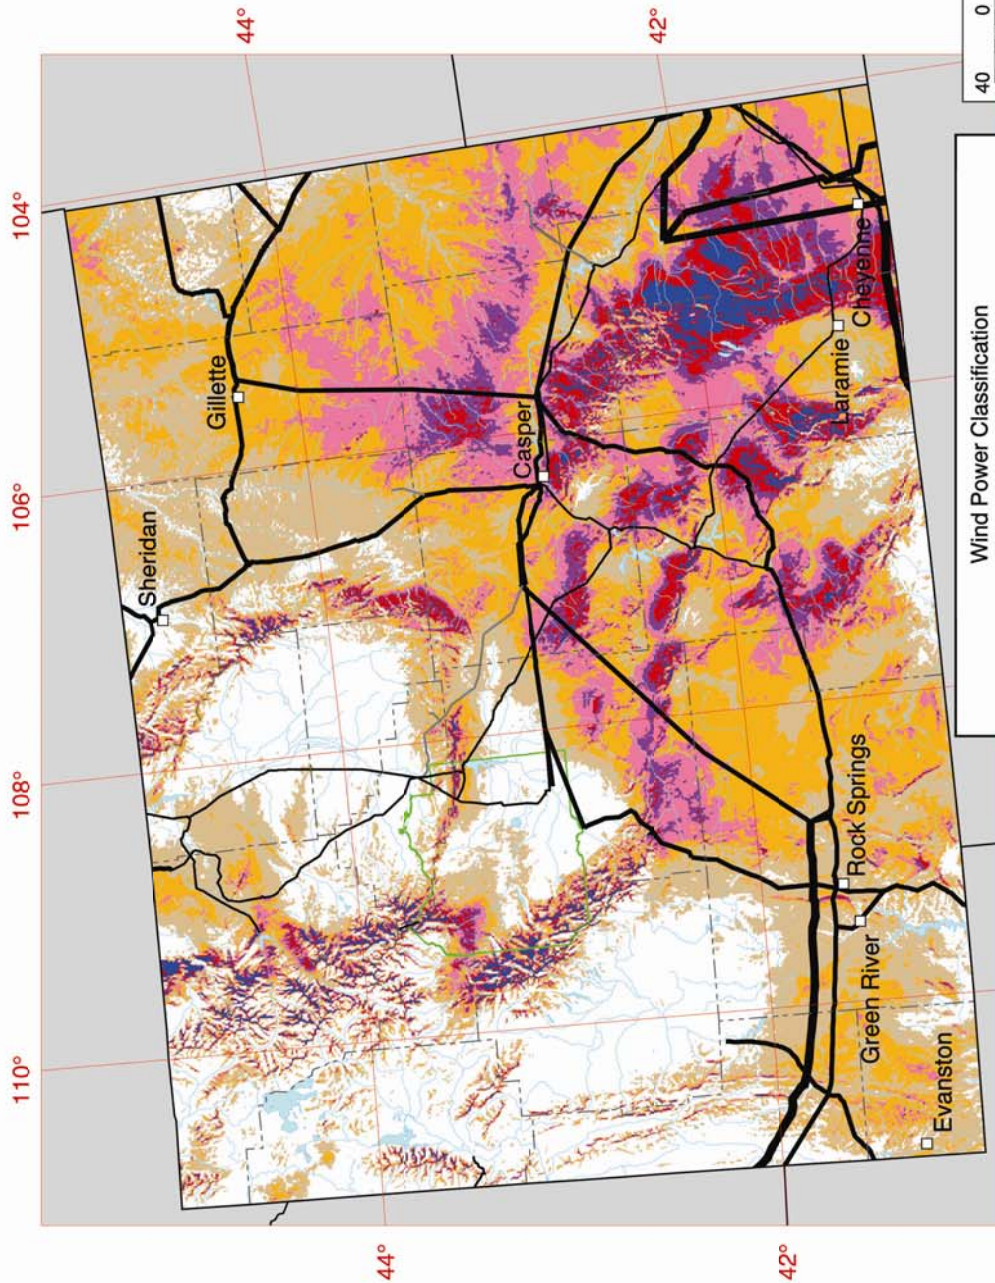 110°
108°
106°
104°
Sheridan
Gillette
44°
44°
Casper
42°
42°
Laramie
Rock Springs
Cheyenne
Green River
Evanston
Wind Power Classification
40 0